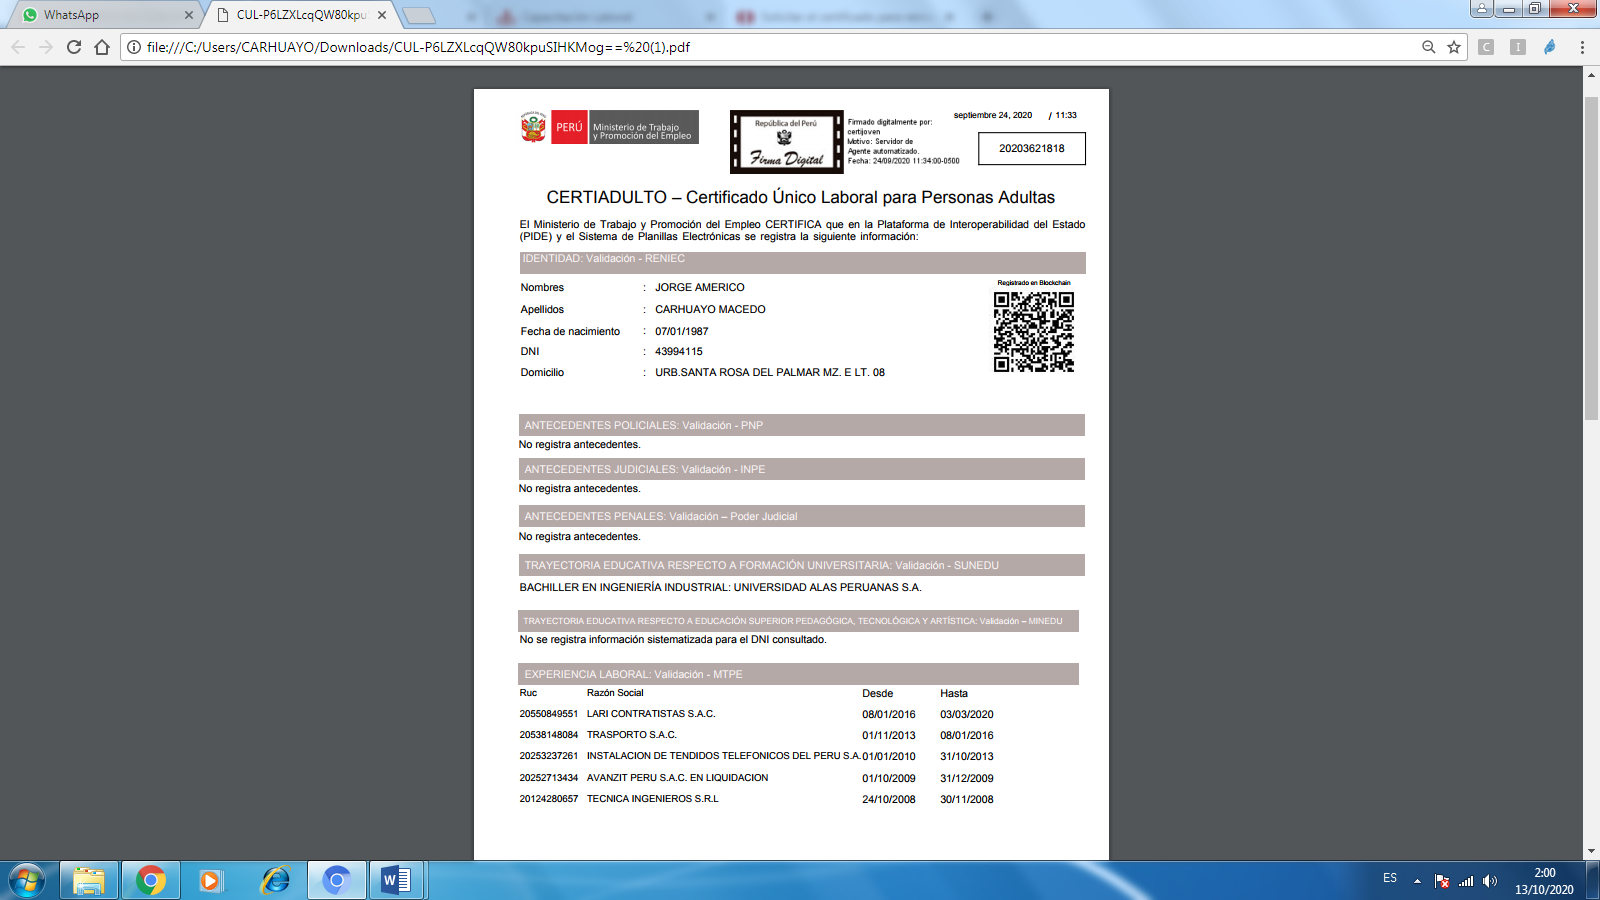 WhatsApp
CUL-P6LZXLcqQW80kpu
file:///C:/Users/CARHUAYO/Downloads/CUL-P6LZXLcqQW80kpuSIHKMog==%20(1).pdf
PERÚ
Ministerio de Trabajo
y Promoción del Empleo
República del Perú
Firma Digital
Firmado digitalmente por:
certijoven
Motivo: Servidor de
Agente automatizado.
Fecha: 24/09/2020 11:34:00-0500
septiembre 24, 2020 / 11:33
20203621818
CERTIADULTO – Certificado Único Laboral para Personas Adultas
El Ministerio de Trabajo y Promoción del Empleo CERTIFICA que en la Plataforma de Interoperabilidad del Estado
(PIDE) y el Sistema de Planillas Electrónicas se registra la siguiente información:
IDENTIDAD: Validación - RENIEC
Registrado en Blockchain
Nombres : JORGE AMERICO
Apellidos : CARHUAYO MACEDO
Fecha de nacimiento : 07/01/1987
DNI : 43994115
Domicilio : URB.SANTA ROSA DEL PALMAR MZ. E LT. 08
ANTECEDENTES POLICIALES: Validación - PNP
No registra antecedentes.
ANTECEDENTES JUDICIALES: Validación - INPE
No registra antecedentes.
ANTECEDENTES PENALES: Validación – Poder Judicial
No registra antecedentes.
TRAYECTORIA EDUCATIVA RESPECTO A FORMACIÓN UNIVERSITARIA: Validación - SUNEDU
BACHILLER EN INGENIERÍA INDUSTRIAL: UNIVERSIDAD ALAS PERUANAS S.A.
TRAYECTORIA EDUCATIVA RESPECTO A EDUCACIÓN SUPERIOR PEDAGÓGICA, TECNOLÓGICA Y ARTÍSTICA: Validación – MINEDU
No se registra información sistematizada para el DNI consultado.
EXPERIENCIA LABORAL: Validación - MTPE
Ruc Razón Social Desde Hasta
20550849551 LARI CONTRATISTAS S.A.C. 08/01/2016 03/03/2020
20538148084 TRASPORTO S.A.C. 01/11/2013 08/01/2016
20253237261 INSTALACION DE TENDIDOS TELEFONICOS DEL PERU S.A. 01/01/2010 31/10/2013
20252713434 AVANZIT PERU S.A.C. EN LIQUIDACION 01/10/2009 31/12/2009
20124280657 TECNICA INGENIEROS S.R.L 24/10/2008 30/11/2008
ES
2:00
13/10/2020